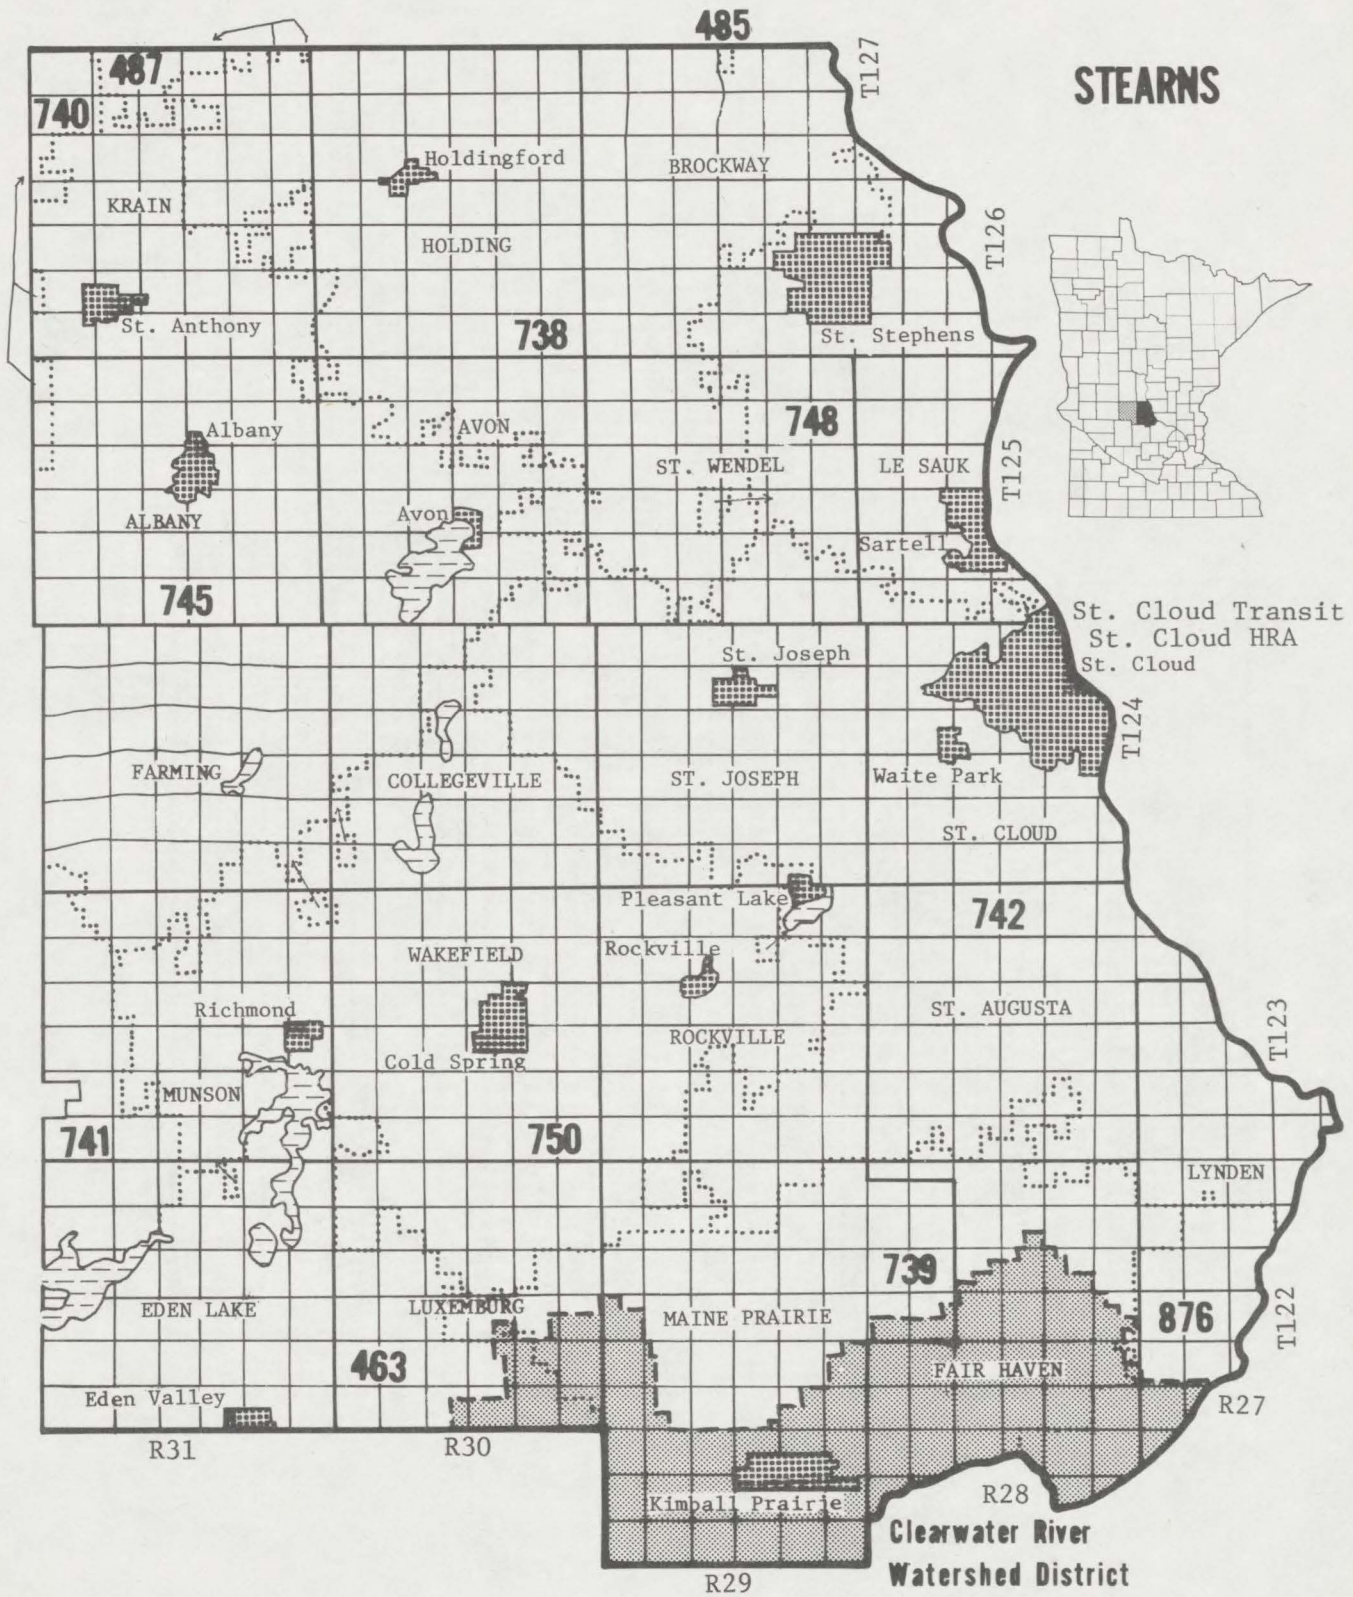 485
STEARNS
487
T127
740
Holdingford
BROCKWAY
KRAIN
T126
HOLDING
St. Anthony
738
St. Stephens
748
Albany
AVON
ST. WENDEL
LE SAUK
T125
ALBANY
Avon
Sartell
745
St. Cloud Transit
St. Cloud HRA
St. Cloud
St. Joseph
T124
FARMING
COLLEGEVILLE
ST. JOSEPH
Waite Park
ST. CLOUD
Pleasant Lake
742
WAKEFIELD
Rockville
Richmond
ST. AUGUSTA
T123
ROCKVILLE
Cold Spring
MUNSON
741
750
LYNDEN
739
EDEN LAKE
LUXEMBURG
MAINE PRAIRIE
876
T122
463
FAIR HAVEN
Eden Valley
R27
R31
R30
Kimball Prairie
R28
Clearwater River
Watershed District
R29